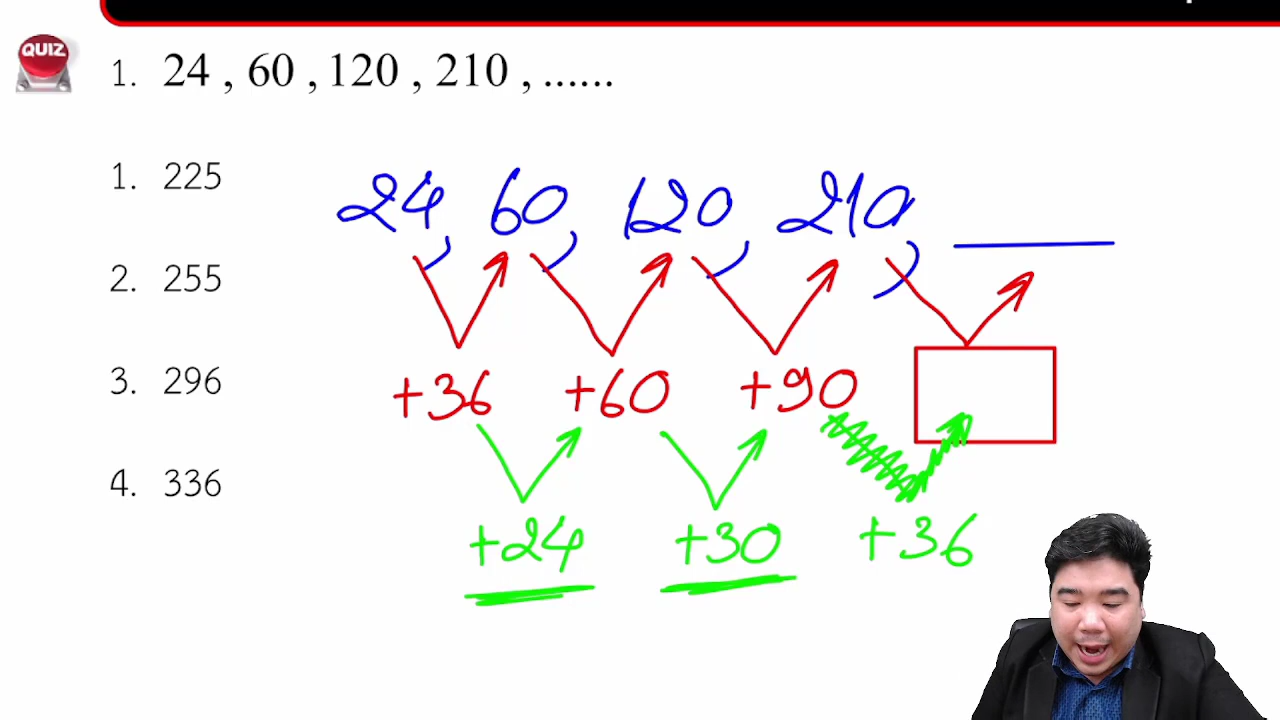 QUIZ
1. 24 , 60 , 120 , 210 , ......
1. 225
2. 255
3. 296
4. 336
24, 60, 120, 210, ______
+36 +60 +90
+24 +30 +36